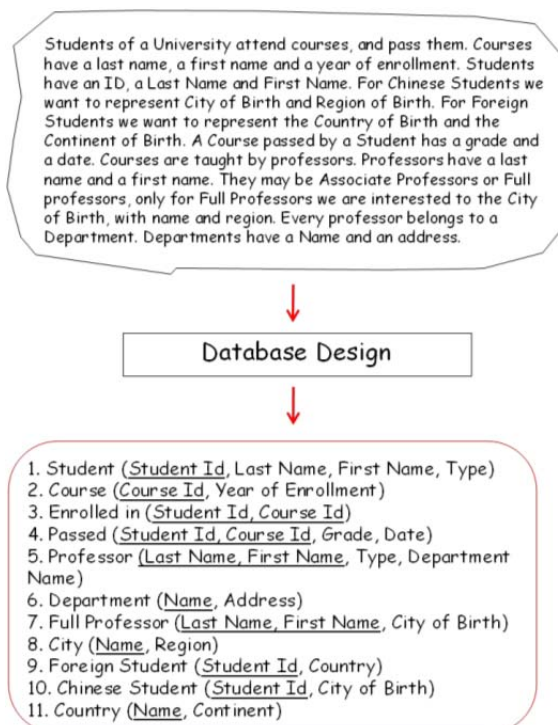 Students of a University attend courses, and pass them. Courses
have a last name, a first name and a year of enrollment. Students
have an ID, a Last Name and First Name. For Chinese Students we
want to represent City of Birth and Region of Birth. For Foreign
Students we want to represent the Country of Birth and the
Continent of Birth. A Course passed by a Student has a grade and
a date. Courses are taught by professors. Professors have a last
name and a first name. They may be Associate Professors or Full
professors, only for Full Professors we are interested to the City
of Birth, with name and region. Every professor belongs to a
Department. Departments have a Name and an address.
Database Design
1. Student (Student Id, Last Name, First Name, Type)
2. Course (Course Id, Year of Enrollment)
3. Enrolled in (Student Id, Course Id)
4. Passed (Student Id, Course Id, Grade, Date)
5. Professor (Last Name, First Name, Type, Department
Name)
6. Department (Name, Address)
7. Full Professor (Last Name, First Name, City of Birth)
8. City (Name, Region)
9. Foreign Student (Student Id, Country)
10. Chinese Student (Student Id, City of Birth)
11. Country (Name, Continent)